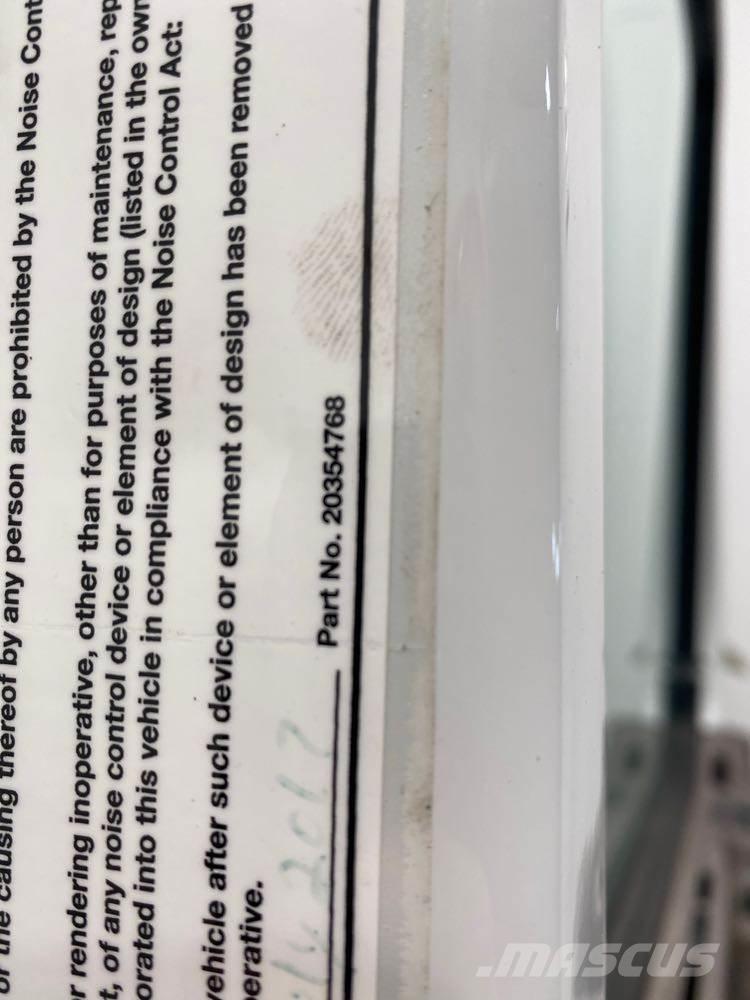 or the causing thereof by any person are prohibited by the Noise Cont
r rendering inoperative, other than for purposes of maintenance, rep
t, of any noise control device or element of design (listed in the own
orated into this vehicle in compliance with the Noise Control Act:
vehicle after such device or element of design has been removed
perative.
2017
Part No. 20354768
MASCUS